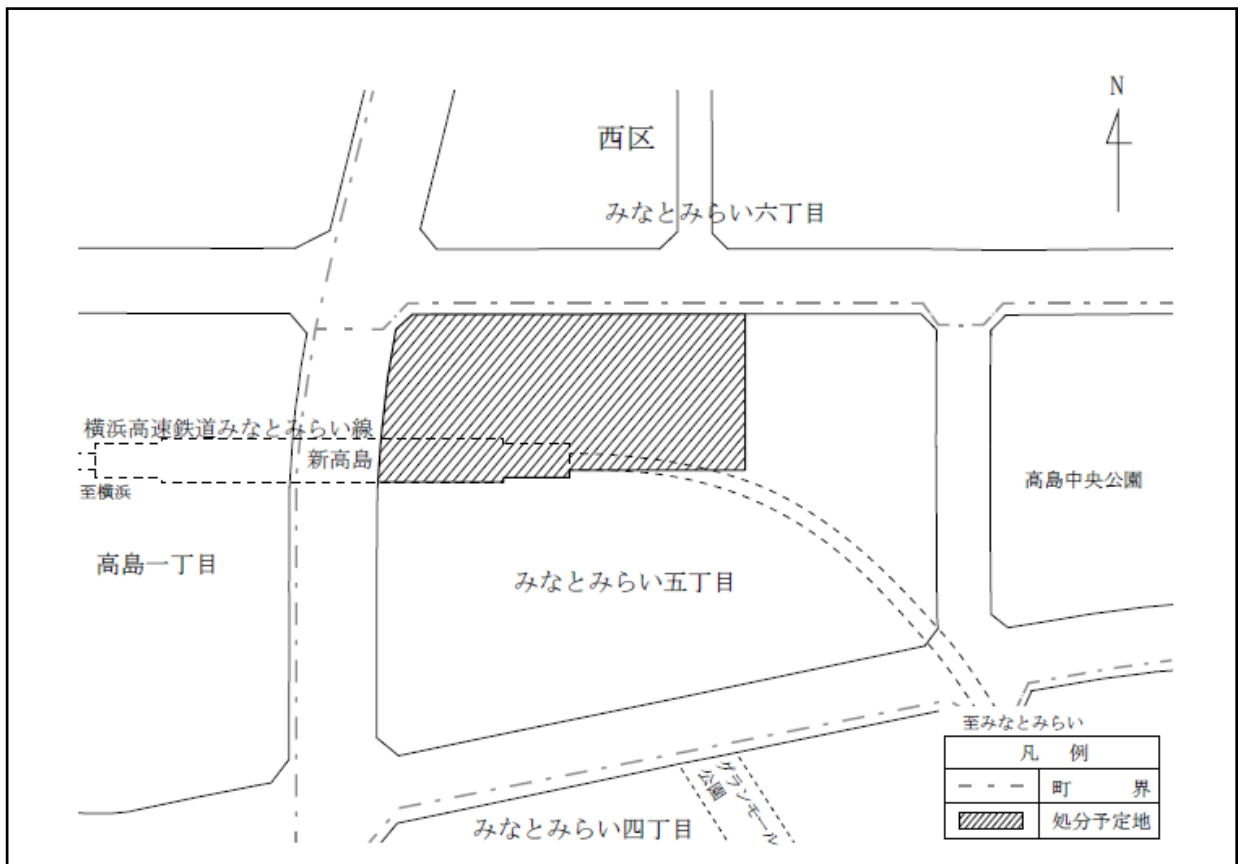 N
西区
みなとみらい六丁目
横浜高速鉄道みなとみらい線
新高島
至横浜
高島中央公園
高島一丁目
みなとみらい五丁目
至みなとみらい
凡 例
町 界
処分予定地
グランモール
公園
みなとみらい四丁目